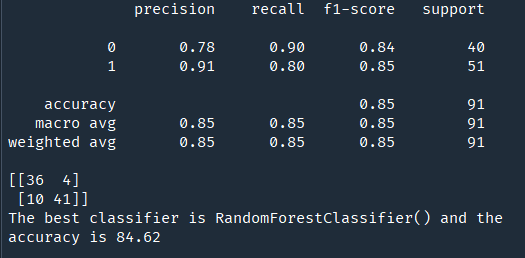 precision recall f1-score support
0 0.78 0.90 0.84 40
1 0.91 0.80 0.85 51
accuracy 0.85 91
macro avg 0.85 0.85 0.85 91
weighted avg 0.85 0.85 0.85 91
[[36 4]
[10 41]]
The best classifier is RandomForestClassifier() and the
accuracy is 84.62